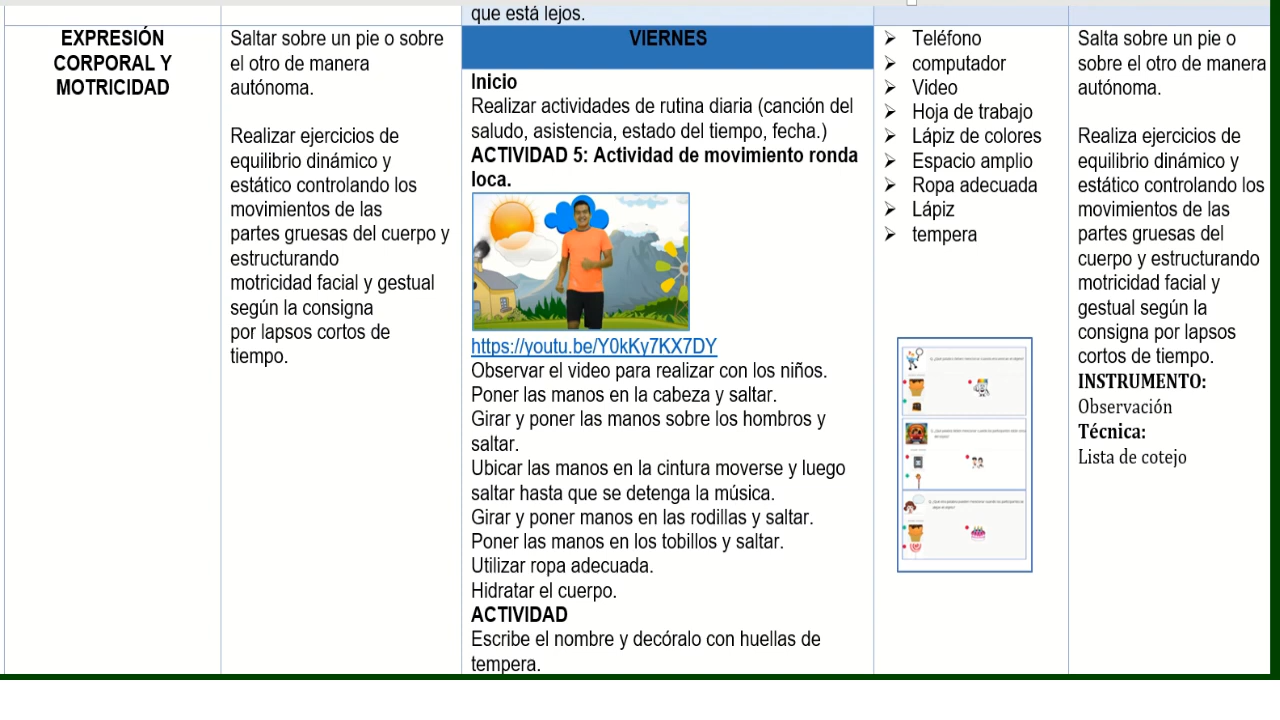 que está lejos.
EXPRESIÓN
CORPORAL Y
MOTRICIDAD
Saltar sobre un pie o sobre
el otro de manera
autónoma.
Realizar ejercicios de
equilibrio dinámico y
estático controlando los
movimientos de las
partes gruesas del cuerpo y
estructurando
motricidad facial y gestual
según la consigna
por lapsos cortos de
tiempo.
VIERNES
Inicio
Realizar actividades de rutina diaria (canción del
saludo, asistencia, estado del tiempo, fecha.)
ACTIVIDAD 5: Actividad de movimiento ronda
loca.
https://youtu.be/Y0kKy7KX7DY
Observar el video para realizar con los niños.
Poner las manos en la cabeza y saltar.
Girar y poner las manos sobre los hombros y
saltar.
Ubicar las manos en la cintura moverse y luego
saltar hasta que se detenga la música.
Girar y poner manos en las rodillas y saltar.
Poner las manos en los tobillos y saltar.
Utilizar ropa adecuada.
Hidratar el cuerpo.
ACTIVIDAD
Escribe el nombre y decóralo con huellas de
tempera.
Teléfono
computador
Video
Hoja de trabajo
Lápiz de colores
Espacio amplio
Ropa adecuada
Lápiz
tempera
Salta sobre un pie o
sobre el otro de manera
autónoma.
Realiza ejercicios de
equilibrio dinámico y
estático controlando los
movimientos de las
partes gruesas del
cuerpo y estructurando
motricidad facial y
gestual según la
consigna por lapsos
cortos de tiempo.
INSTRUMENTO:
Observación
Técnica:
Lista de cotejo